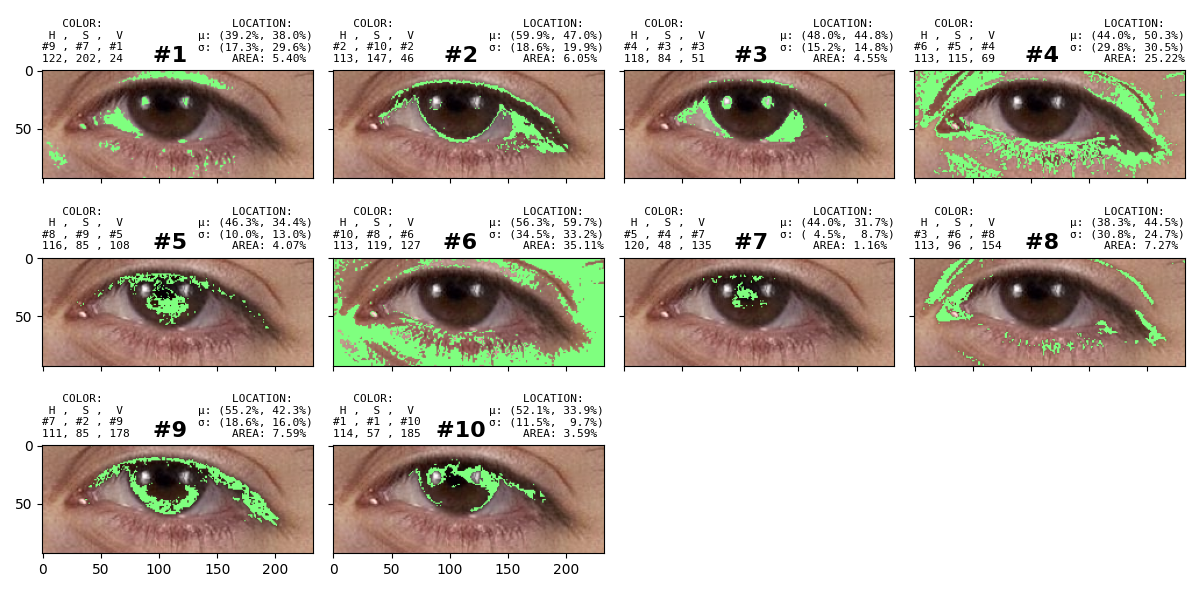 COLOR: LOCATION:
H , S , V μ: (39.2%, 38.0%)
#9 , #7 , #1 #1 σ: (17.3%, 29.6%)
122, 202, 24 AREA: 5.40%
COLOR: LOCATION:
H , S , V μ: (59.9%, 47.0%)
#2 , #10, #2 #2 σ: (18.6%, 19.9%)
113, 147, 46 AREA: 6.05%
COLOR: LOCATION:
H , S , V μ: (48.0%, 44.8%)
#4 , #3 , #3 #3 σ: (15.2%, 14.8%)
118, 84 , 51 AREA: 4.55%
COLOR: LOCATION:
H , S , V μ: (44.0%, 50.3%)
#6 , #5 , #4 #4 σ: (29.8%, 30.5%)
113, 115, 69 AREA: 25.22%
0
50
COLOR: LOCATION:
H , S , V μ: (46.3%, 34.4%)
#8 , #9 , #5 #5 σ: (10.0%, 13.0%)
116, 85 , 108 AREA: 4.07%
COLOR: LOCATION:
H , S , V μ: (56.3%, 59.7%)
#10, #8 , #6 #6 σ: (34.5%, 33.2%)
113, 119, 127 AREA: 35.11%
COLOR: LOCATION:
H , S , V μ: (44.0%, 31.7%)
#5 , #4 , #7 #7 σ: ( 4.5%, 8.7%)
120, 48 , 135 AREA: 1.16%
COLOR: LOCATION:
H , S , V μ: (38.3%, 44.5%)
#3 , #6 , #8 #8 σ: (30.8%, 24.7%)
113, 96 , 154 AREA: 7.27%
0
50
COLOR: LOCATION:
H , S , V μ: (55.2%, 42.3%)
#7 , #2 , #9 #9 σ: (18.6%, 16.0%)
111, 85 , 178 AREA: 7.59%
COLOR: LOCATION:
H , S , V μ: (52.1%, 33.9%)
#1 , #1 , #10 #10 σ: (11.5%, 9.7%)
114, 57 , 185 AREA: 3.59%
0
50
0 50 100 150 200 0 50 100 150 200